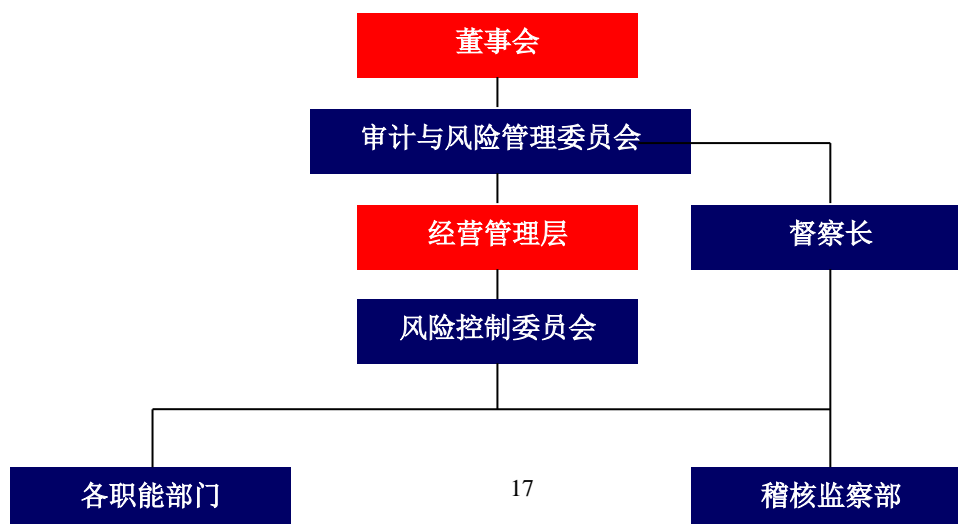 董事会
审计与风险管理委员会
经营管理层
督察长
风险控制委员会
各职能部门
17
稽核监察部